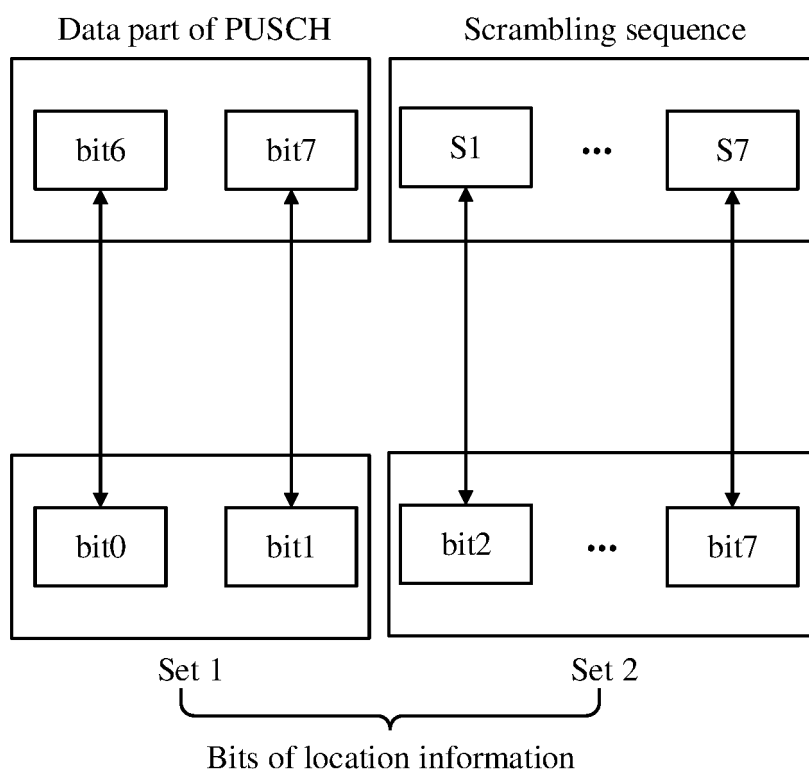 Data part of PUSCH Scrambling sequence
bit6 bit7 S1 ... S7
bit0 bit1 bit2 ... bit7
Set 1 Set 2
Bits of location information